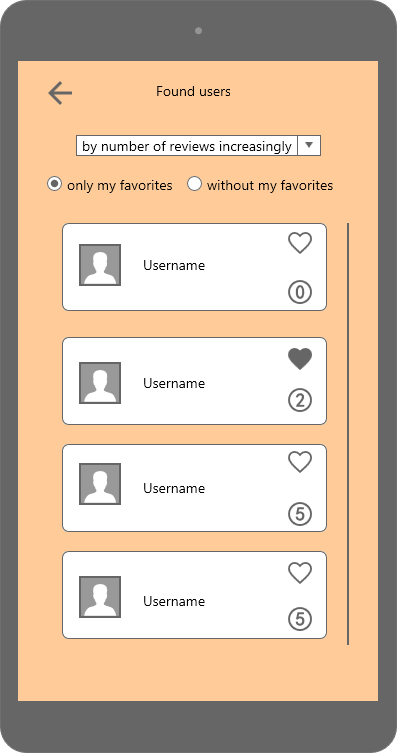 Found users
by number of reviews increasingly
only my favorites without my favorites
Username
0
Username
2
Username
5
Username
5